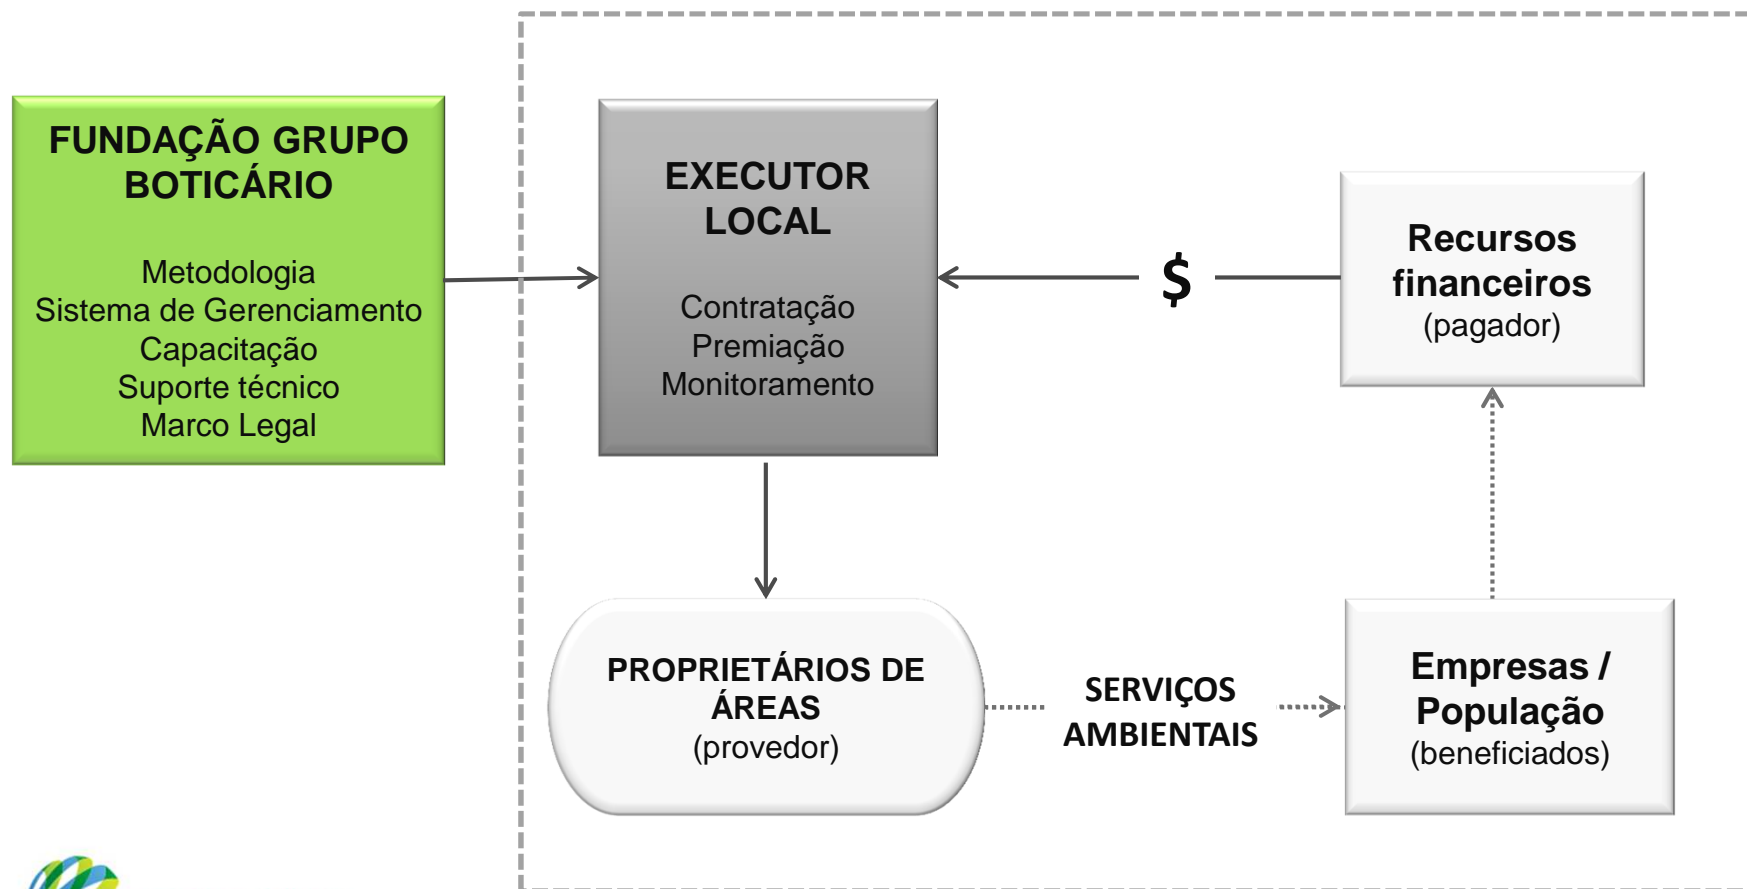 FUNDAÇÃO GRUPO
BOTICÁRIO
Metodologia
Sistema de Gerenciamento
Capacitação
Suporte técnico
Marco Legal
EXECUTOR
LOCAL
Contratação
Premiação
Monitoramento
$
Recursos
financeiros
(pagador)
PROPRIETÁRIOS DE
ÁREAS
(provedor)
SERVIÇOS
AMBIENTAIS
Empresas /
População
(beneficiados)